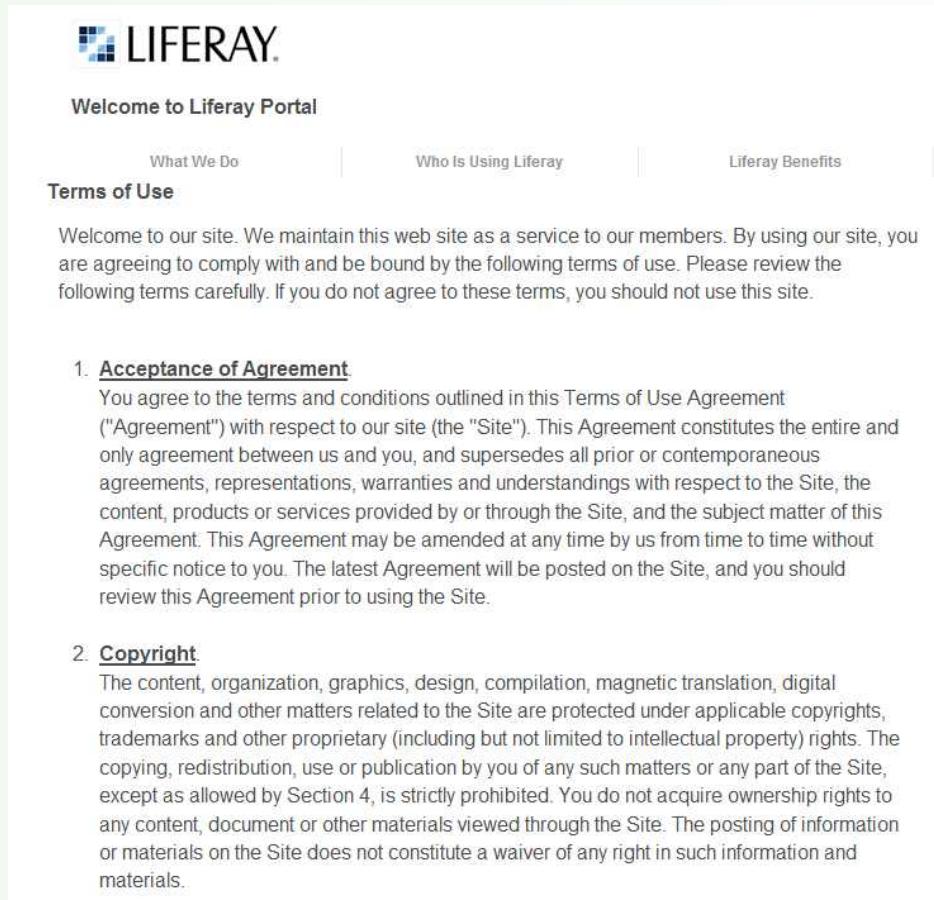 LIFERAY.
Welcome to Liferay Portal
What We Do Who Is Using Liferay Liferay Benefits
Terms of Use
Welcome to our site. We maintain this web site as a service to our members. By using our site, you
are agreeing to comply with and be bound by the following terms of use. Please review the
following terms carefully. If you do not agree to these terms, you should not use this site.
1. Acceptance of Agreement.
You agree to the terms and conditions outlined in this Terms of Use Agreement
("Agreement") with respect to our site (the "Site"). This Agreement constitutes the entire and
only agreement between us and you, and supersedes all prior or contemporaneous
agreements, representations, warranties and understandings with respect to the Site, the
content, products or services provided by or through the Site, and the subject matter of this
Agreement. This Agreement may be amended at any time by us from time to time without
specific notice to you. The latest Agreement will be posted on the Site, and you should
review this Agreement prior to using the Site.
2. Copyright.
The content, organization, graphics, design, compilation, magnetic translation, digital
conversion and other matters related to the Site are protected under applicable copyrights,
trademarks and other proprietary (including but not limited to intellectual property) rights. The
copying, redistribution, use or publication by you of any such matters or any part of the Site,
except as allowed by Section 4, is strictly prohibited. You do not acquire ownership rights to
any content, document or other materials viewed through the Site. The posting of information
or materials on the Site does not constitute a waiver of any right in such information and
materials.